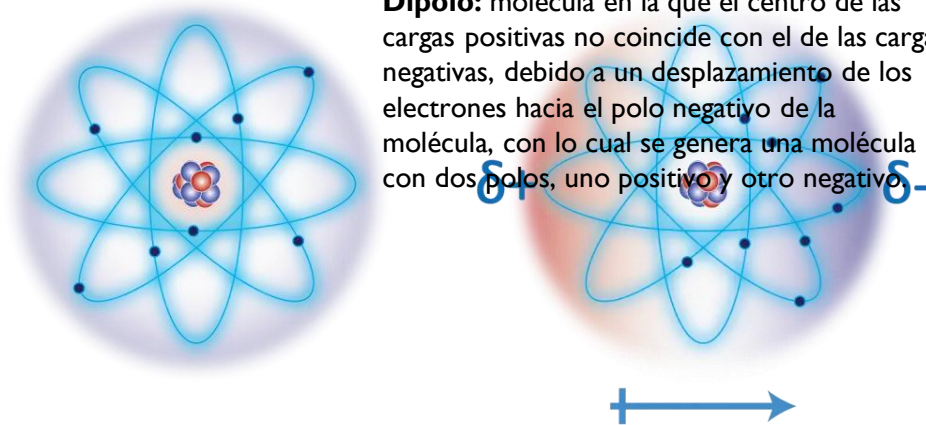 Dipolo: molécula en la que el centro de las
cargas positivas no coincide con el de las carga
negativas, debido a un desplazamiento de los
electrones hacia el polo negativo de la
molécula, con lo cual se genera una molécula
con dos polos, uno positivo y otro negativo.
δ+ δ-